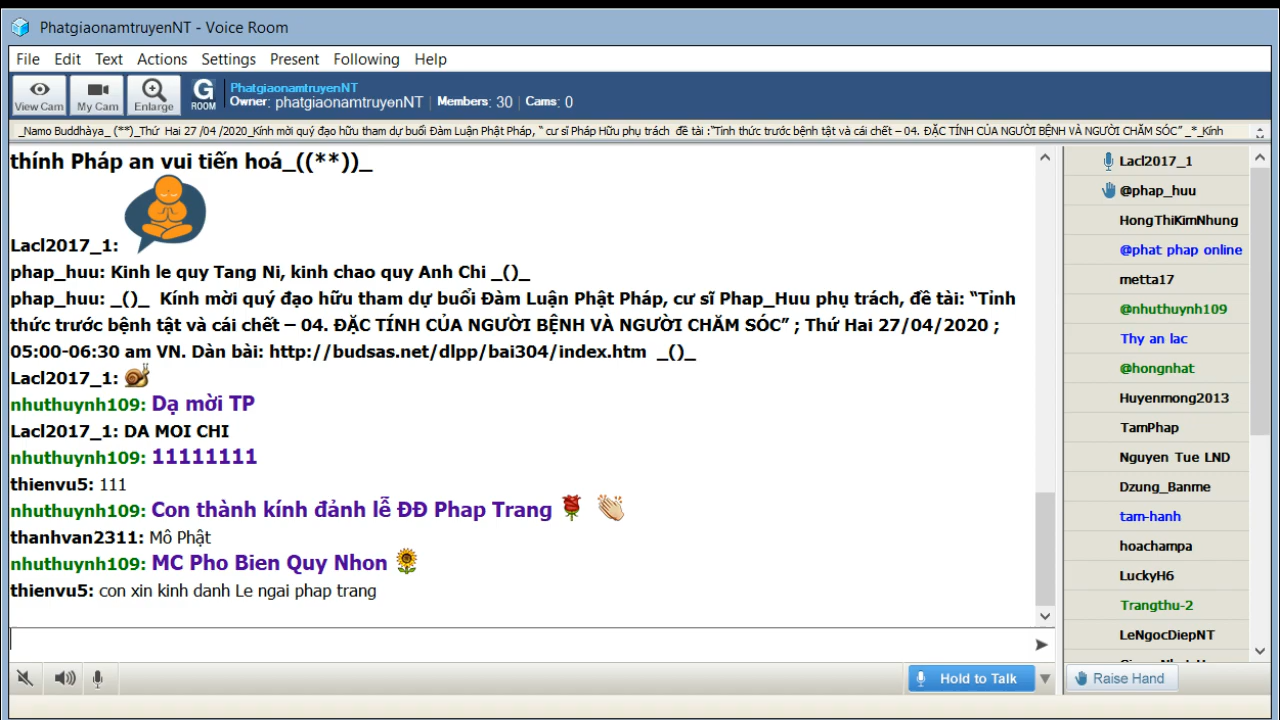 PhatgiaonamtruyenNT - Voice Room
File Edit Text Actions Settings Present Following Help
View Cam My Cam Enlarge G ROOM
PhatgiaonamtruyenNT
Owner: phatgiaonamtruyenNT | Members: 30 | Cams: 0
_Namo Buddhàya_ (**)_Thứ Hai 27 /04 /2020_Kính mời quý đạo hữu tham dự buổi Đàm Luận Phật Pháp, “ cư sĩ Pháp Hữu phụ trách đề tài :“Tỉnh thức trước bệnh tật và cái chết – 04. ĐẶC TÍNH CỦA NGƯỜI BỆNH VÀ NGƯỜI CHĂM SÓC” _*_Kính
thính Pháp an vui tiến hoá_((**))_
Lacl2017_1:
phap_huu: Kinh le quy Tang Ni, kinh chao quy Anh Chi _()_
phap_huu: _()_ Kính mời quý đạo hữu tham dự buổi Đàm Luận Phật Pháp, cư sĩ Phap_Huu phụ trách, đề tài: “Tỉnh
thức trước bệnh tật và cái chết – 04. ĐẶC TÍNH CỦA NGƯỜI BỆNH VÀ NGƯỜI CHĂM SÓC” ; Thứ Hai 27/04/2020 ;
05:00-06:30 am VN. Dàn bài: http://budsas.net/dlpp/bai304/index.htm _()_
Lacl2017_1:
nhuthuynh109: Dạ mời TP
Lacl2017_1: DA MOI CHI
nhuthuynh109: 11111111
thienvu5: 111
nhuthuynh109: Con thành kính đảnh lễ ĐĐ Phap Trang
thanhvan2311: Mô Phật
nhuthuynh109: MC Pho Bien Quy Nhon
thienvu5: con xin kinh danh Le ngai phap trang
Hold to Talk
Lacl2017_1
@phap_huu
HongThiKimNhung
@phat phap online
metta17
@nhuthuynh109
Thy an lac
@hongnhat
Huyenmong2013
TamPhap
Nguyen Tue LND
Dzung_Banme
tam-hanh
hoachampa
LuckyH6
Trangthu-2
LeNgocDiepNT
Raise Hand